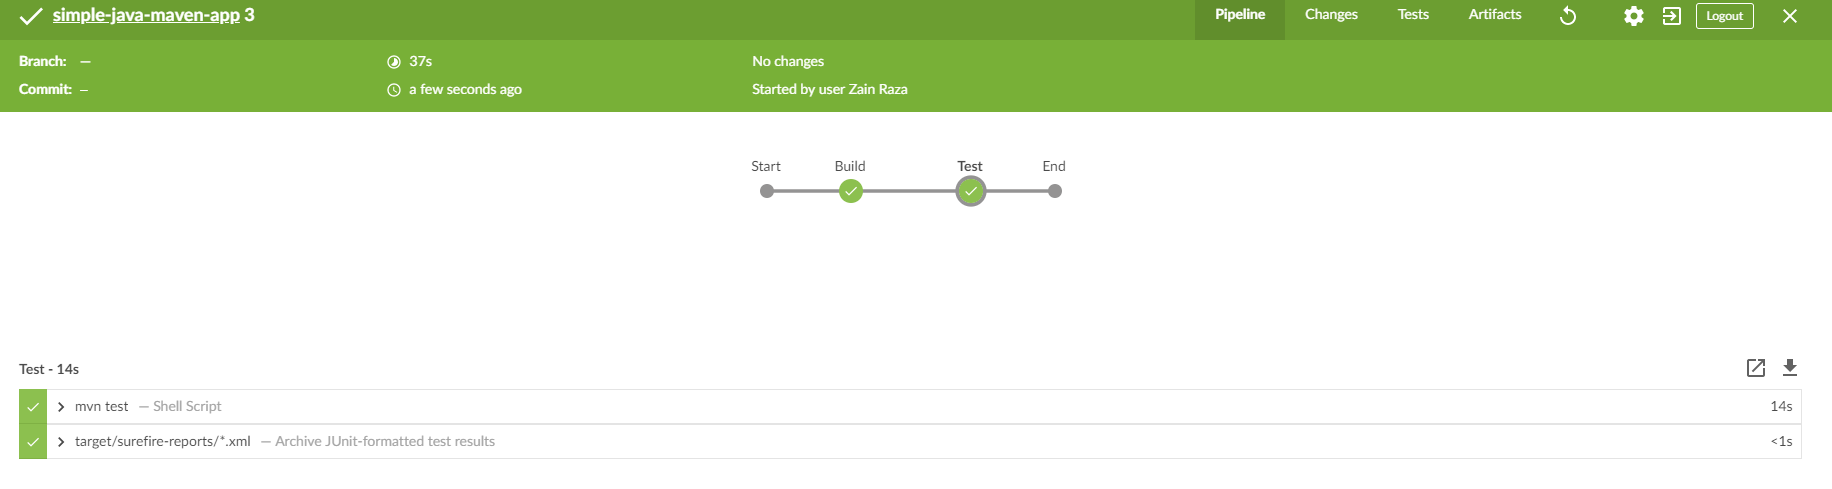 simple-java-maven-app 3
Pipeline Changes Tests Artifacts Logout
Branch: — 37s No changes
Commit: – a few seconds ago Started by user Zain Raza
Start Build Test End
Test - 14s
mvn test — Shell Script 14s
target/surefire-reports/*.xml — Archive JUnit-formatted test results <1s